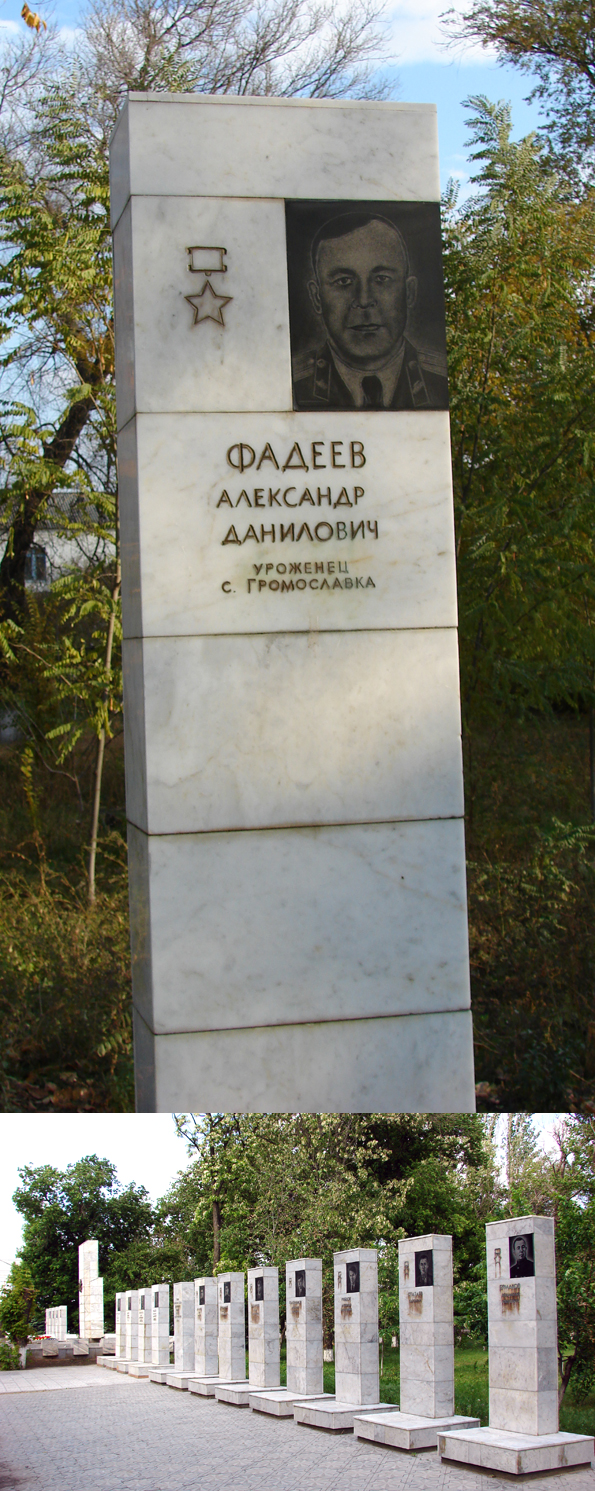 ФАДЕЕВ
АЛЕКСАНДР
ДАНИЛОВИЧ
УРОЖЕНЕЦ
С. ГРОМОСЛАВКА